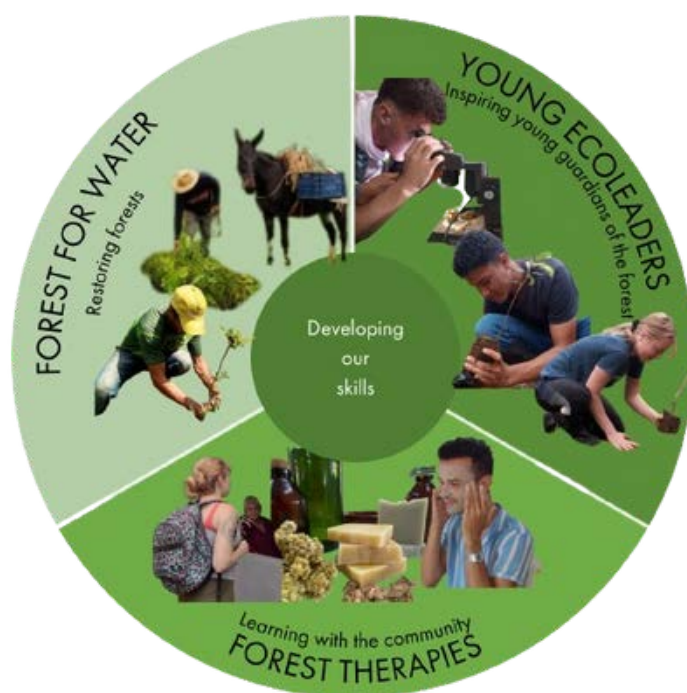 FOREST FOR WATER
Restoring forests
YOUNG ECOLEADERS
Inspiring young guardians of the forest
Developing
our
skills
Learning with the community
FOREST THERAPIES